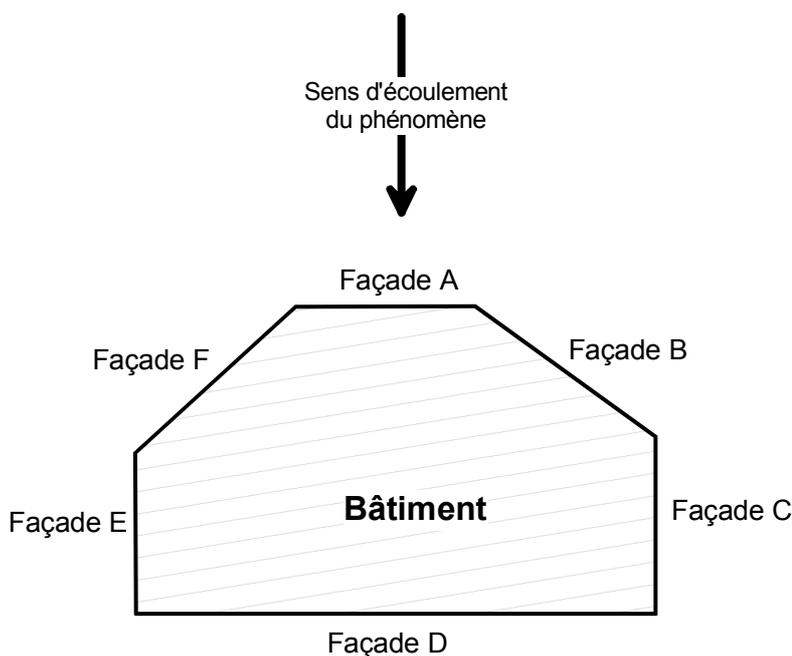 Sens d'écoulement
du phénomène
Façade A
Façade B
Façade F
Bâtiment
Façade C
Façade E
Façade D